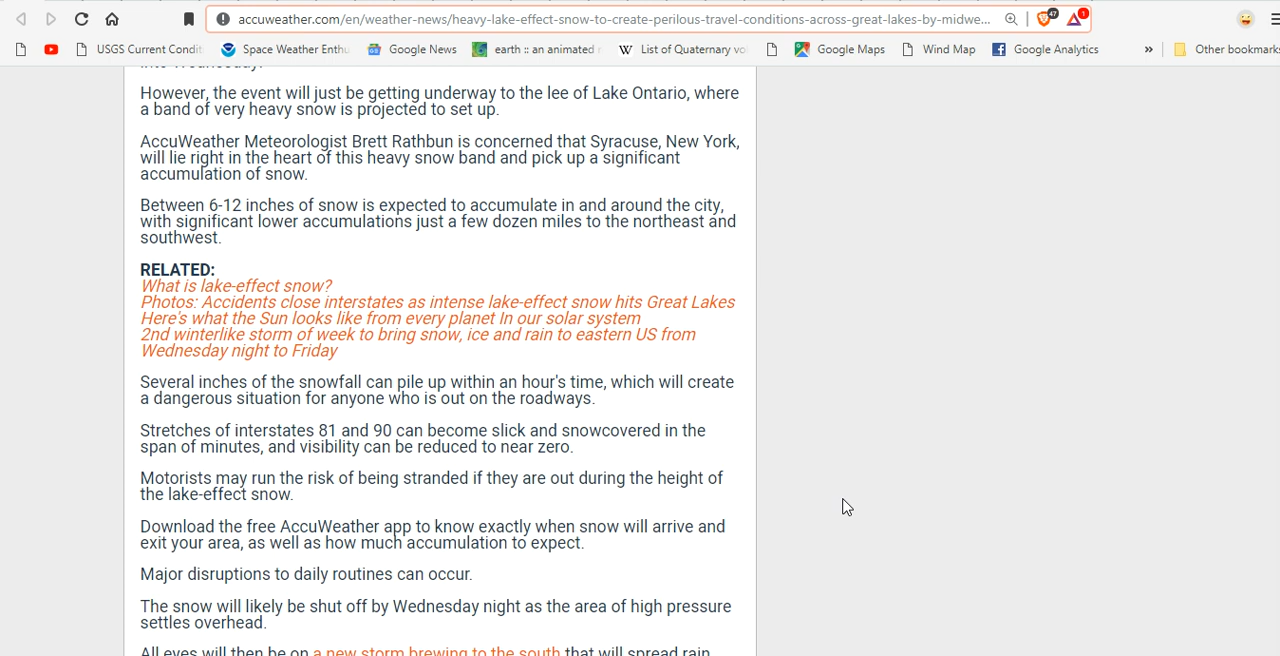 accuweather.com/en/weather-news/heavy-lake-effect-snow-to-create-perilous-travel-conditions-across-great-lakes-by-midwe...
47
1
USGS Current Condit
Space Weather Enthu
Google News
earth :: an animated
List of Quaternary vo
Google Maps
Wind Map
Google Analytics
»
Other bookmarks
into Wednesday.
However, the event will just be getting underway to the lee of Lake Ontario, where
a band of very heavy snow is projected to set up.
AccuWeather Meteorologist Brett Rathbun is concerned that Syracuse, New York,
will lie right in the heart of this heavy snow band and pick up a significant
accumulation of snow.
Between 6-12 inches of snow is expected to accumulate in and around the city,
with significant lower accumulations just a few dozen miles to the northeast and
southwest.
RELATED:
What is lake-effect snow?
Photos: Accidents close interstates as intense lake-effect snow hits Great Lakes
Here's what the Sun looks like from every planet In our solar system
2nd winterlike storm of week to bring snow, ice and rain to eastern US from
Wednesday night to Friday
Several inches of the snowfall can pile up within an hour's time, which will create
a dangerous situation for anyone who is out on the roadways.
Stretches of interstates 81 and 90 can become slick and snowcovered in the
span of minutes, and visibility can be reduced to near zero.
Motorists may run the risk of being stranded if they are out during the height of
the lake-effect snow.
Download the free AccuWeather app to know exactly when snow will arrive and
exit your area, as well as how much accumulation to expect.
Major disruptions to daily routines can occur.
The snow will likely be shut off by Wednesday night as the area of high pressure
settles overhead.
All eyes will then be on a new storm brewing to the south that will spread rain,